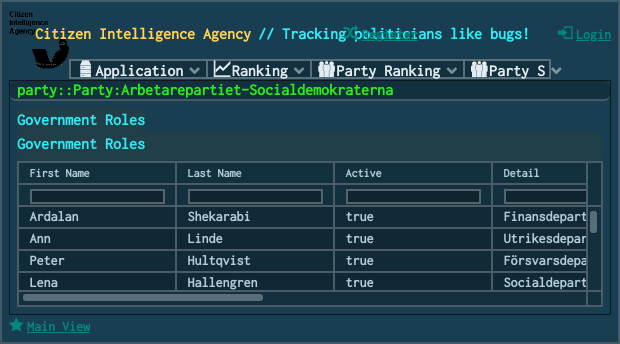 Citizen
Intelligence
Agency
Citizen Intelligence Agency // Tracking politicians like bugs!
Register
Login
Application
Ranking
Party Ranking
Party S
party::Party:Arbetarepartiet-Socialdemokraterna
Government Roles
Government Roles
First Name Last Name Active Detail
Ardalan Shekarabi true Finansdepart
Ann Linde true Utrikesdepar
Peter Hultqvist true Försvarsdepa
Lena Hallengren true Socialdepart
Main View